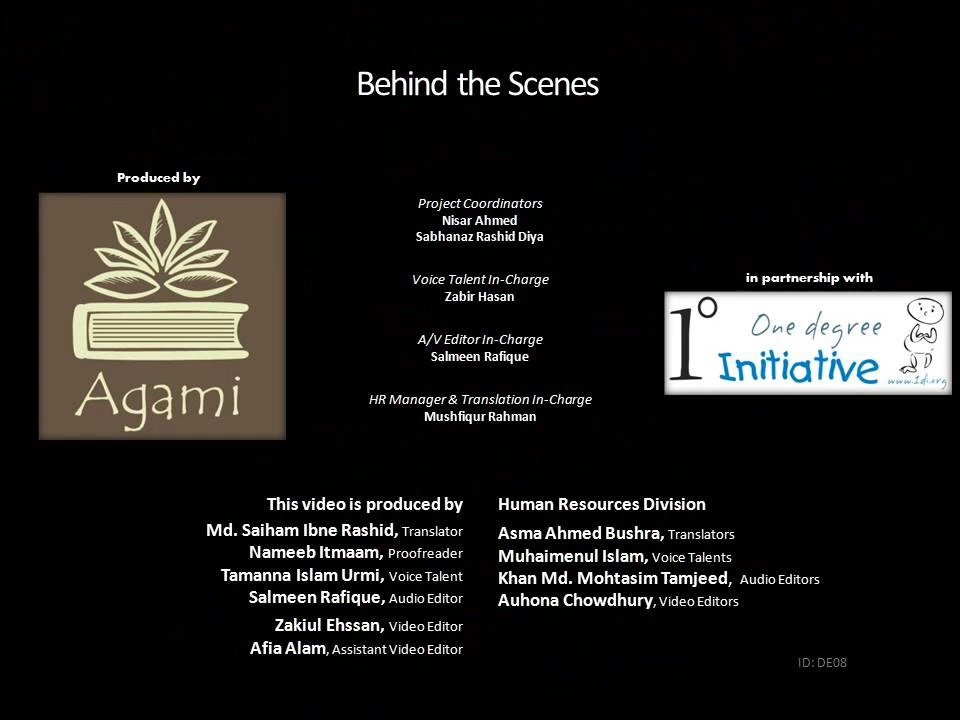 Behind the Scenes
Produced by
Agami
Project Coordinators
Nisar Ahmed
Sabhanaz Rashid Diya
Voice Talent In-Charge
Zabir Hasan
A/V Editor In-Charge
Salmeen Rafique
HR Manager & Translation In-Charge
Mushfiqur Rahman
in partnership with
1° One degree
Initiative
www.1di.org
This video is produced by
Md. Saiham Ibne Rashid, Translator
Nameeb Itmaam, Proofreader
Tamanna Islam Urmi, Voice Talent
Salmeen Rafique, Audio Editor
Zakiul Ehssan, Video Editor
Afia Alam, Assistant Video Editor
Human Resources Division
Asma Ahmed Bushra, Translators
Muhaimenul Islam, Voice Talents
Khan Md. Mohtasim Tamjeed, Audio Editors
Auhona Chowdhury, Video Editors
ID: DE08